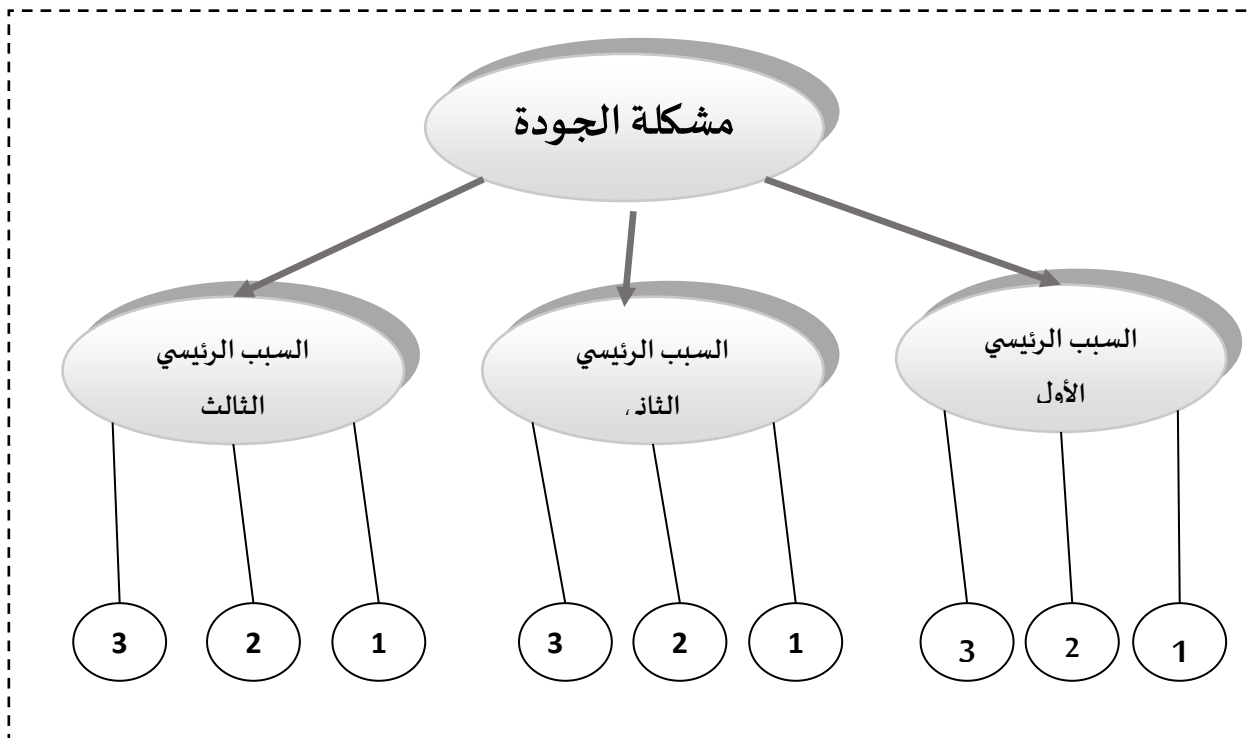 مشكلة الجودة
السبب الرئيسي
الأول
السبب الرئيسي
الثاني
السبب الرئيسي
الثالث
1
2
3
1
2
3
1
2
3